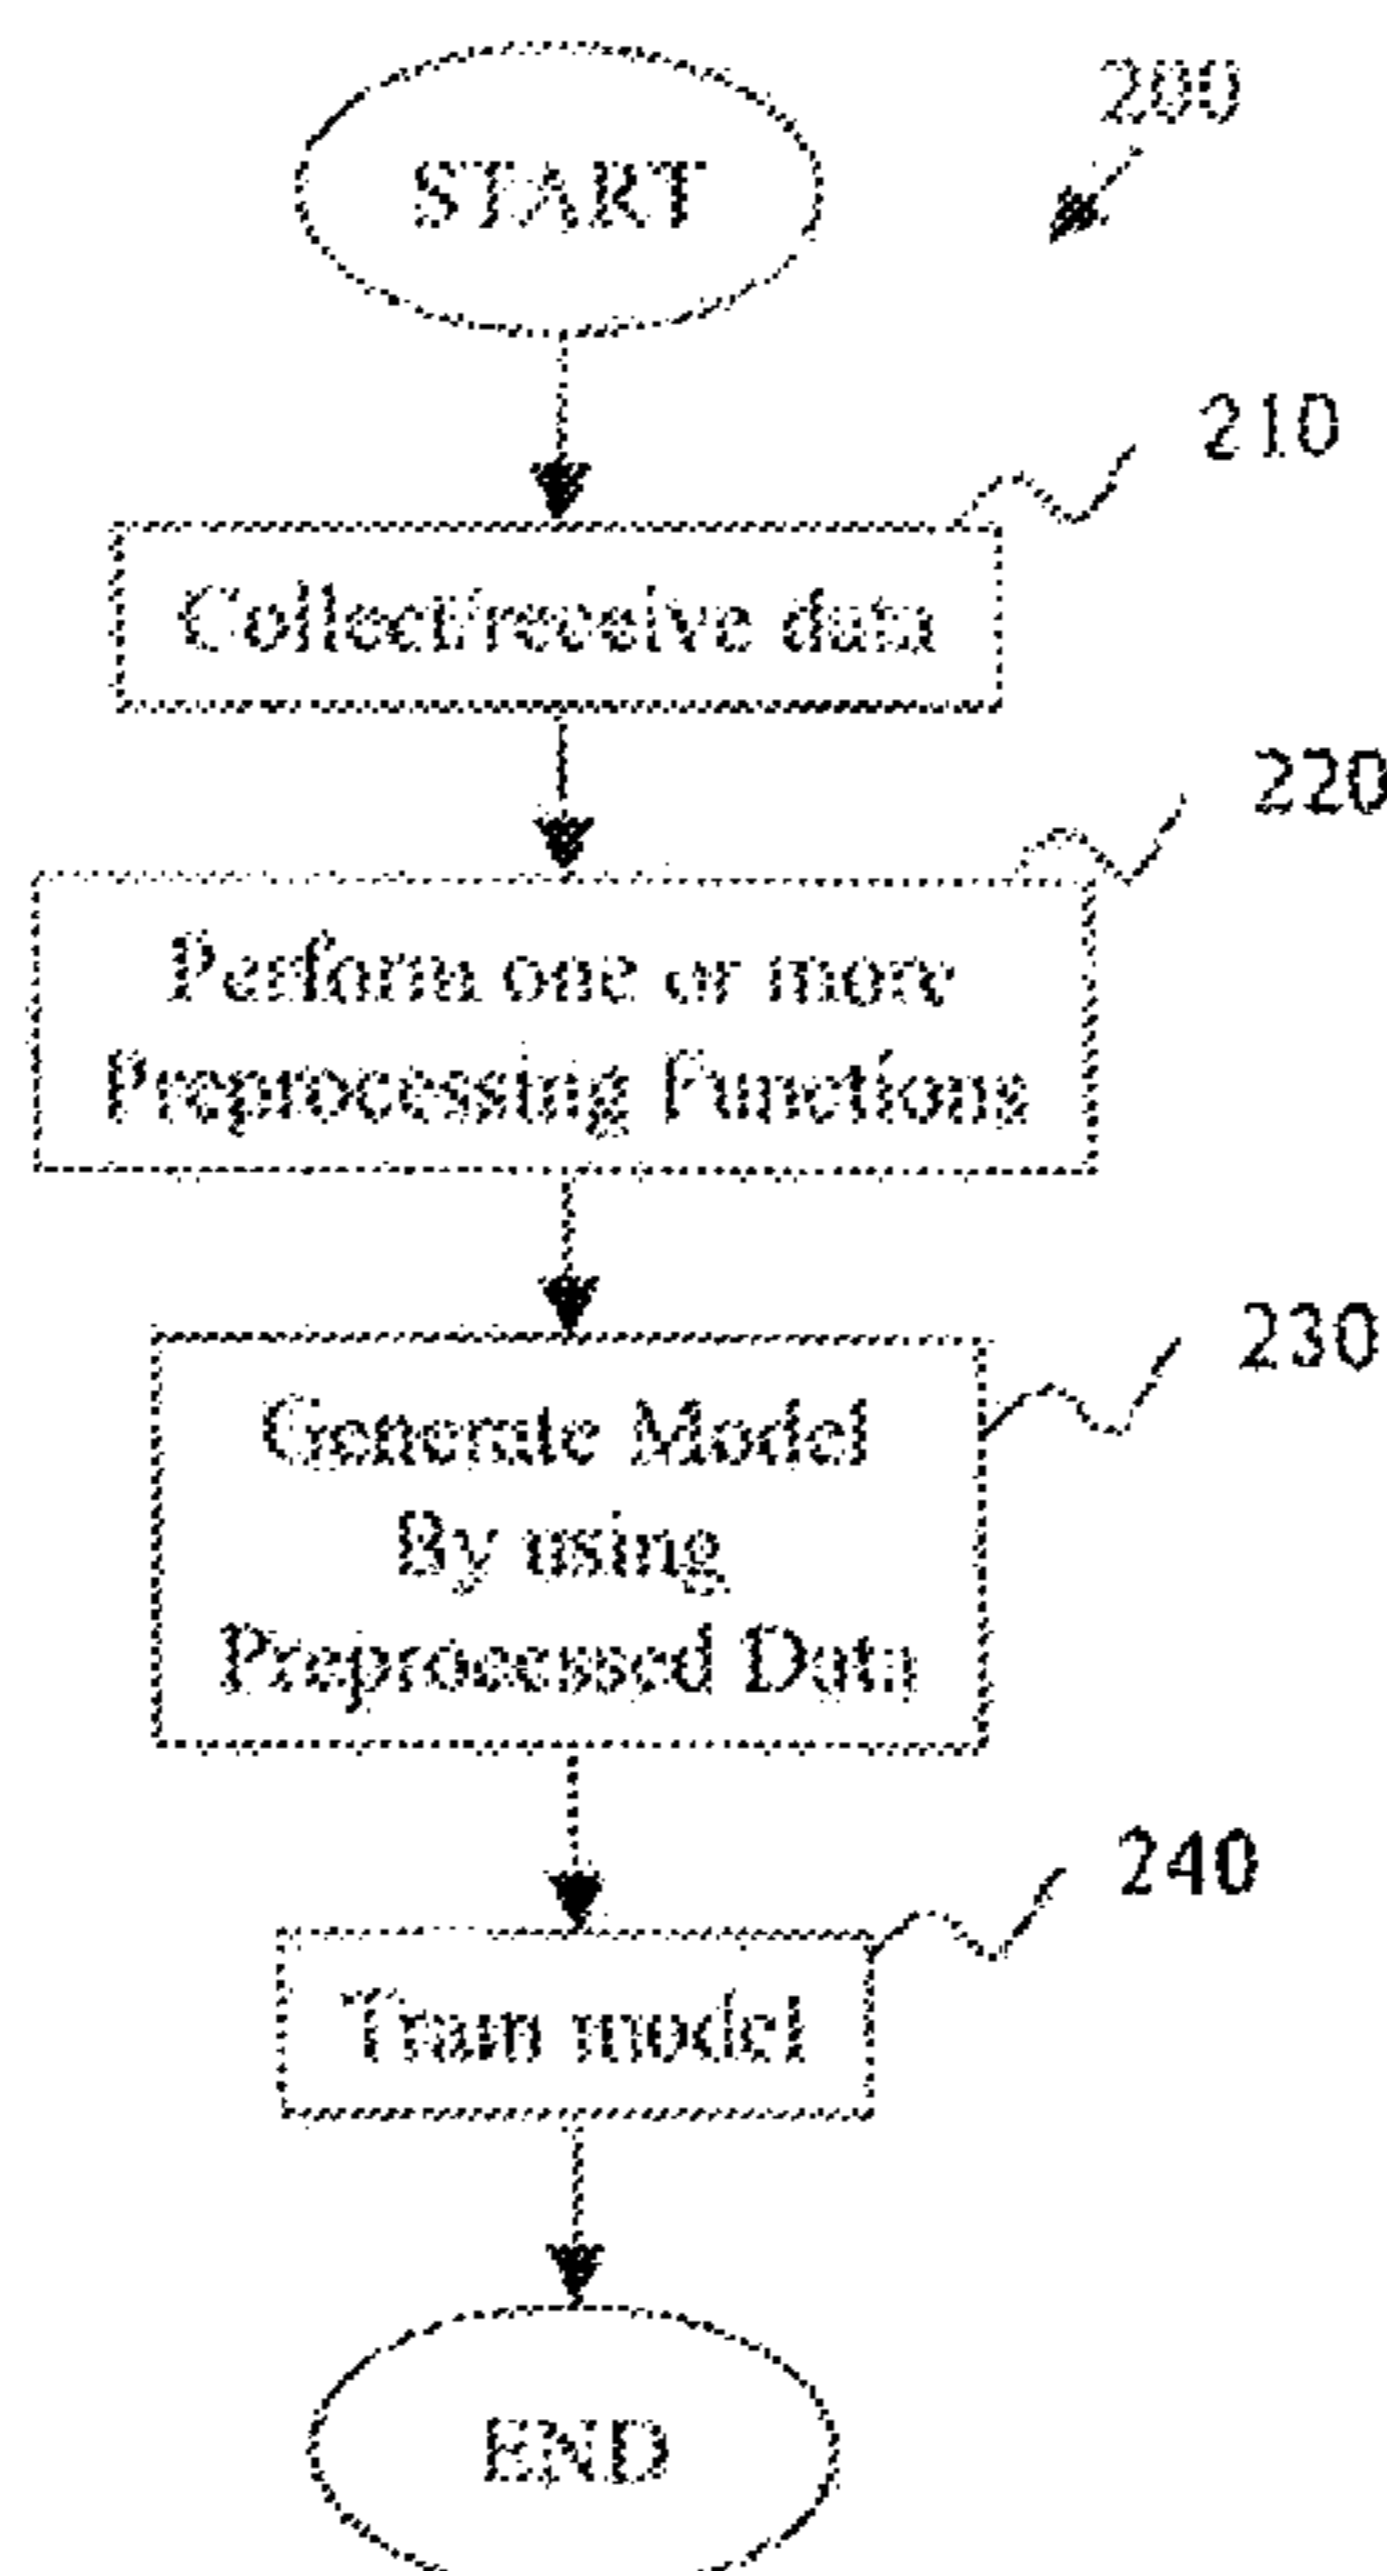 START
200
210
Collect/receive data
220
Perform one or more
Preprocessing Functions
230
Generate Model
By using
Preprocessed Data
240
Train model
END